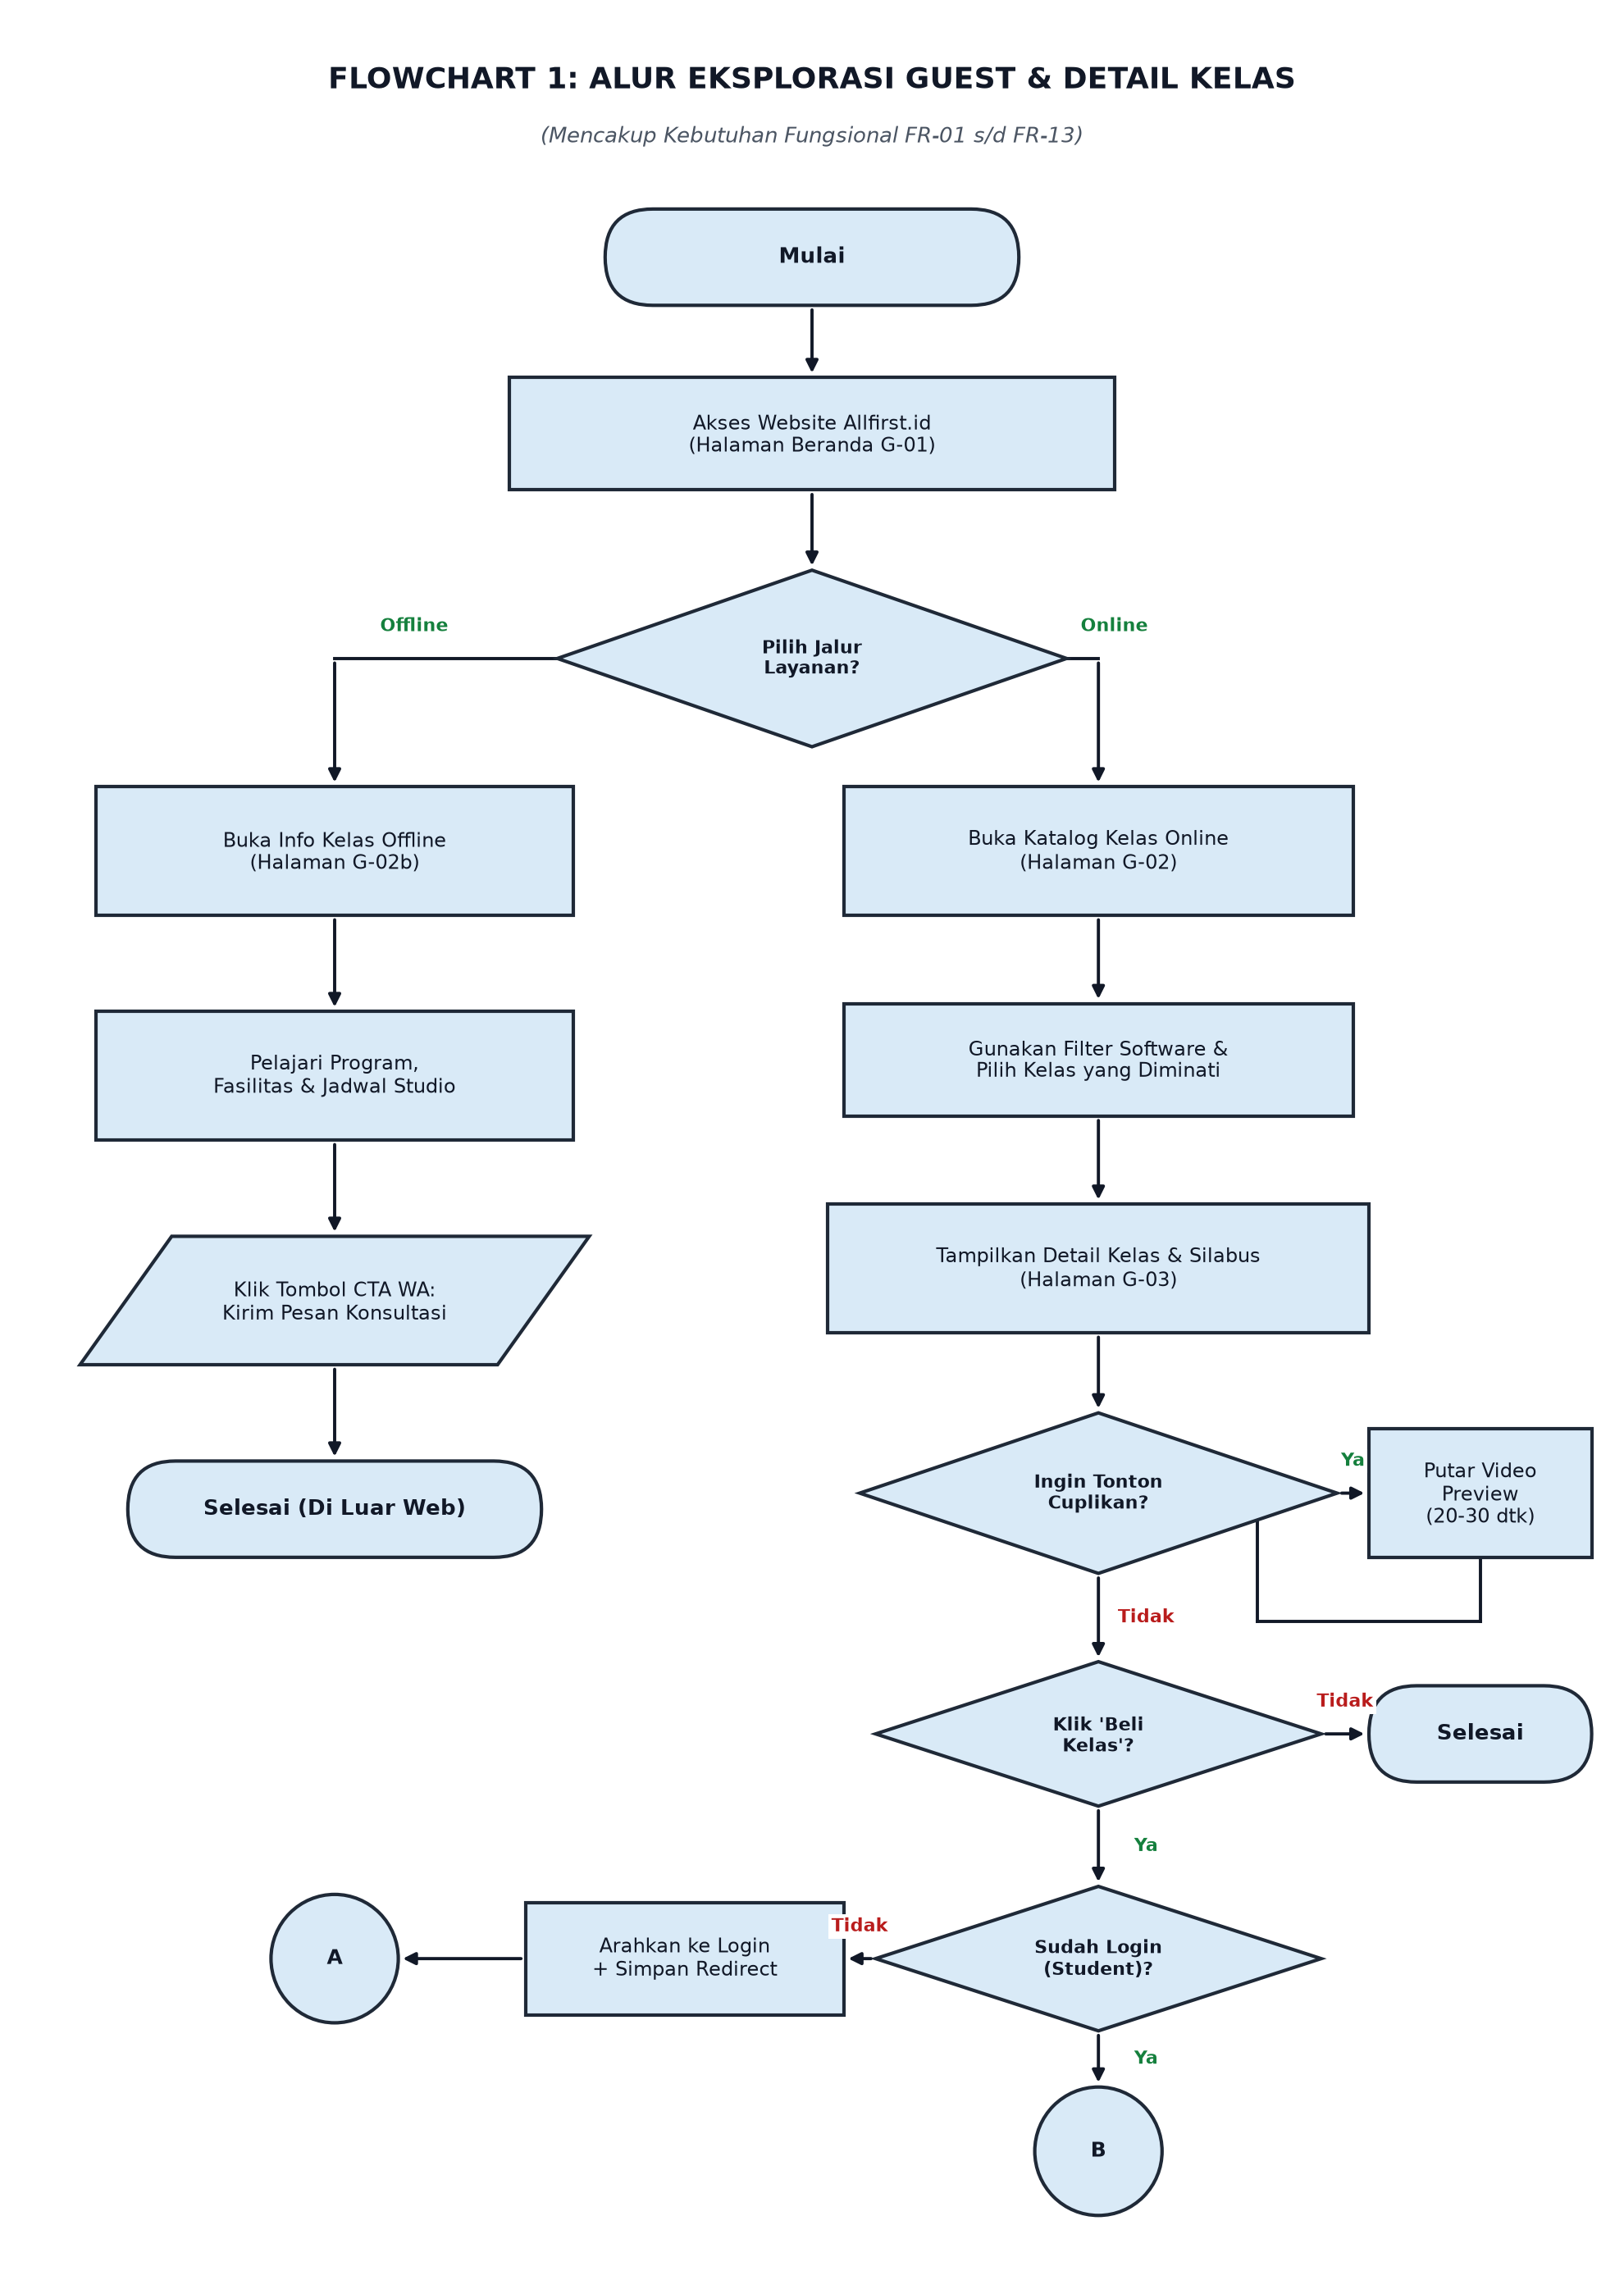 FLOWCHART 1: ALUR EKSPLORASI GUEST & DETAIL KELAS
(Mencakup Kebutuhan Fungsional FR-01 s/d FR-13)
Mulai
Akses Website Allfirst.id
(Halaman Beranda G-01)
Pilih Jalur
Layanan?
Offline
Online
Buka Info Kelas Offline
(Halaman G-02b)
Buka Katalog Kelas Online
(Halaman G-02)
Pelajari Program,
Fasilitas & Jadwal Studio
Gunakan Filter Software &
Pilih Kelas yang Diminati
Klik Tombol CTA WA:
Kirim Pesan Konsultasi
Tampilkan Detail Kelas & Silabus
(Halaman G-03)
Selesai (Di Luar Web)
Ingin Tonton
Cuplikan?
Ya
Putar Video
Preview
(20-30 dtk)
Tidak
Klik 'Beli
Kelas'?
Tidak
Selesai
Ya
Sudah Login
(Student)?
Tidak
Arahkan ke Login
+ Simpan Redirect
A
Ya
B